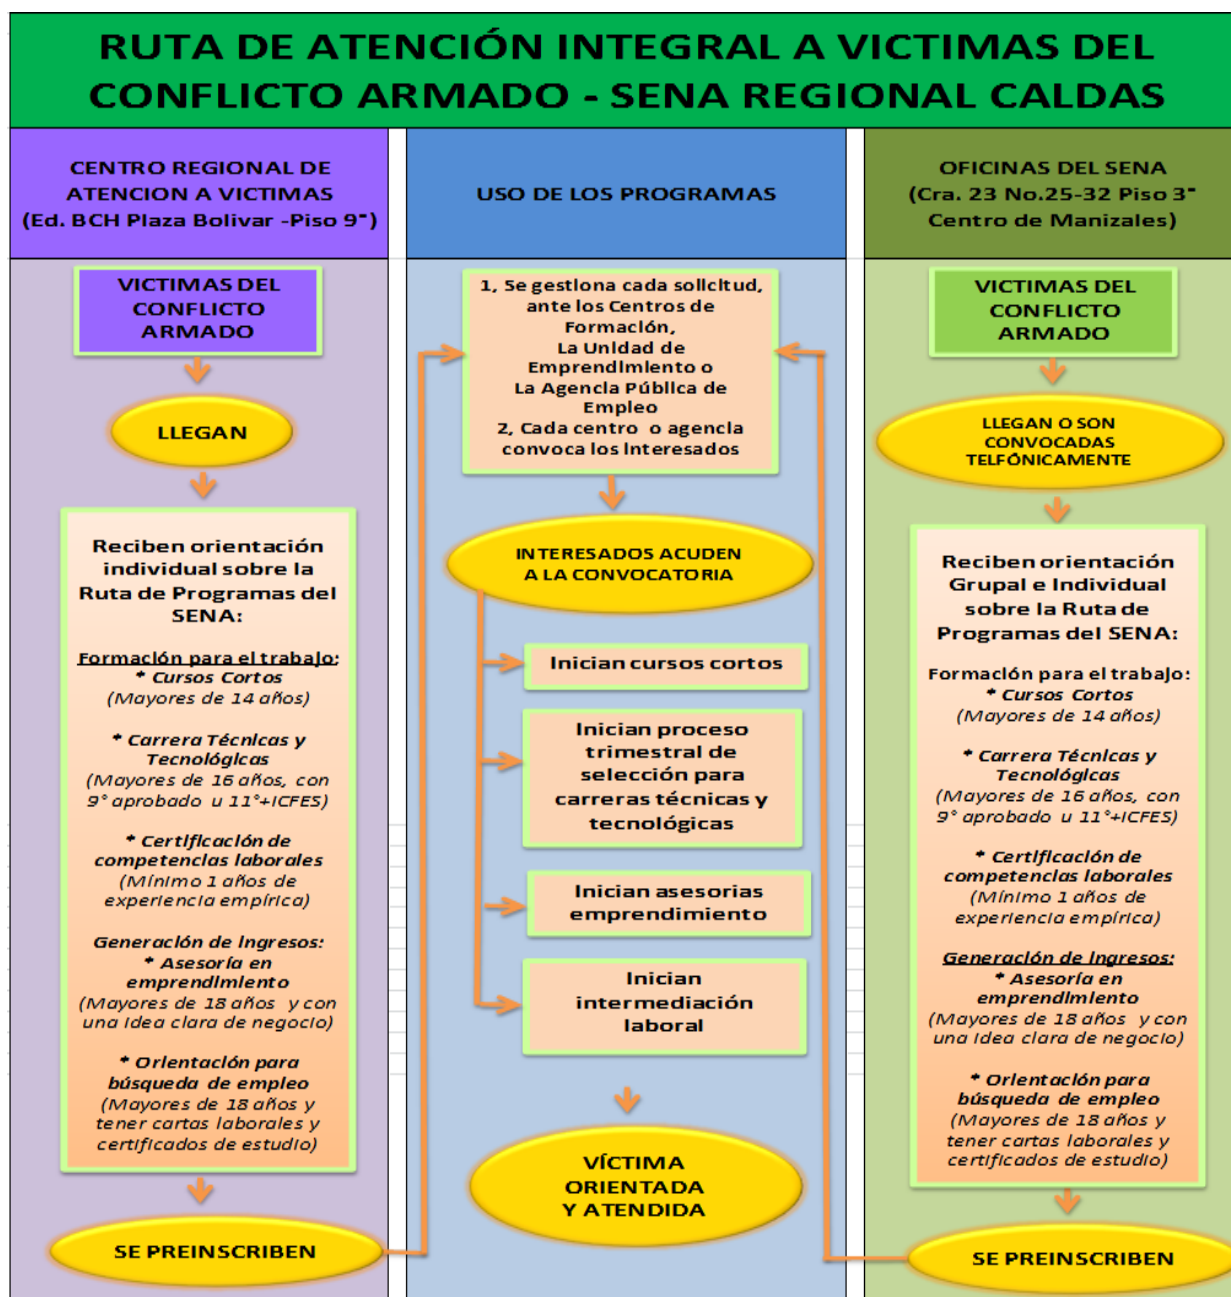 RUTA DE ATENCIÓN INTEGRAL A VICTIMAS DEL
CONFLICTO ARMADO - SENA REGIONAL CALDAS
CENTRO REGIONAL DE
ATENCION A VICTIMAS
(Ed. BCH Plaza Bolivar -Piso 9°)
VICTIMAS DEL
CONFLICTO
ARMADO
LLEGAN
Reciben orientación
individual sobre la
Ruta de Programas del
SENA:
Formación para el trabajo:
* Cursos Cortos
(Mayores de 14 años)
* Carrera Técnicas y
Tecnológicas
(Mayores de 16 años, con
9° aprobado u 11°+ICFES)
* Certificación de
competencias laborales
(Mínimo 1 años de
experiencia empírica)
Generación de Ingresos:
* Asesoría en
emprendimiento
(Mayores de 18 años y con
una idea clara de negocio)
* Orientación para
búsqueda de empleo
(Mayores de 18 años y
tener cartas laborales y
certificados de estudio)
SE PREINSCRIBEN
USO DE LOS PROGRAMAS
1, Se gestiona cada solicitud,
ante los Centros de
Formación,
La Unidad de
Emprendimiento o
La Agencia Pública de
Empleo
2, Cada centro o agencia
convoca los interesados
INTERESADOS ACUDEN
A LA CONVOCATORIA
Inician cursos cortos
Inician proceso
trimestral de
selección para
carreras técnicas y
tecnológicas
Inician asesorias
emprendimiento
Inician
intermediación
laboral
VÍCTIMA
ORIENTADA
Y ATENDIDA
OFICINAS DEL SENA
(Cra. 23 No.25-32 Piso 3°
Centro de Manizales)
VICTIMAS DEL
CONFLICTO
ARMADO
LLEGAN O SON
CONVOCADAS
TELFÓNICAMENTE
Reciben orientación
Grupal e Individual
sobre la Ruta de
Programas del SENA:
Formación para el trabajo:
* Cursos Cortos
(Mayores de 14 años)
* Carrera Técnicas y
Tecnológicas
(Mayores de 16 años, con
9° aprobado u 11°+ICFES)
* Certificación de
competencias laborales
(Mínimo 1 años de
experiencia empírica)
Generación de ingresos:
* Asesoría en
emprendimiento
(Mayores de 18 años y con
una idea clara de negocio)
* Orientación para
búsqueda de empleo
(Mayores de 18 años y
tener cartas laborales y
certificados de estudio)
SE PREINSCRIBEN